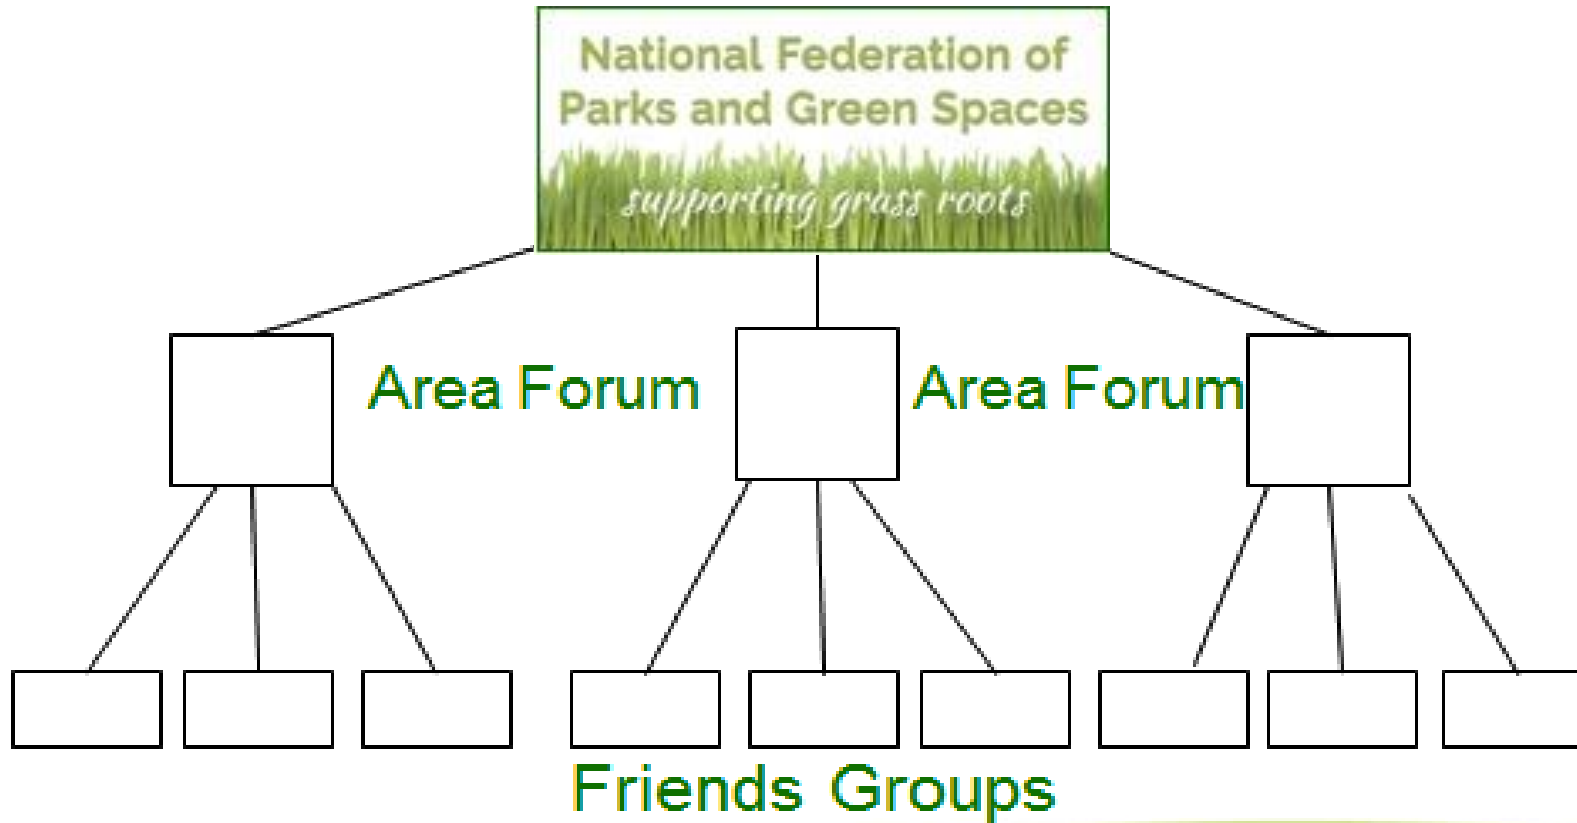 National Federation of
Parks and Green Spaces
supporting grass roots
Area Forum
Area Forum
Friends Groups